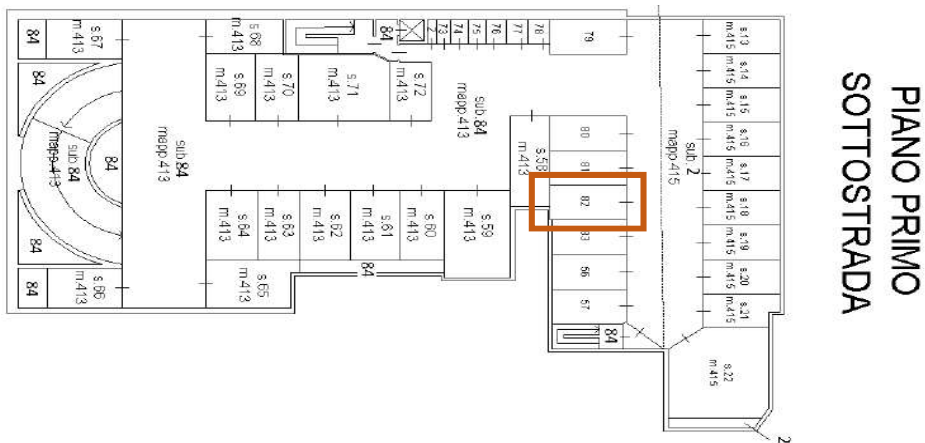 PIANO PRIMO
SOTTOSTRADA
84
s.67
m.413
s.68
m.413
84
2
73
74
75
76
77
78
79
s.13
m.415
s.14
m.415
s.15
m.415
s.16
m.415
s.17
m.415
s.18
m.415
s.19
m.415
s.20
m.415
s.21
m.415
s.22
m.415
2
84
s.69
m.413
s.70
m.413
s.71
m.413
s.72
m.413
sub.84
mapp.413
sub.84
mapp.413
sub.84
mapp.413
84
84
s.58
m.413
80
81
82
83
56
57
84
sub. 2
mapp.415
s.64
m.413
s.63
m.413
s.62
m.413
s.61
m.413
s.60
m.413
s.59
m.413
84
84
s.66
m.413
s.65
m.413
84